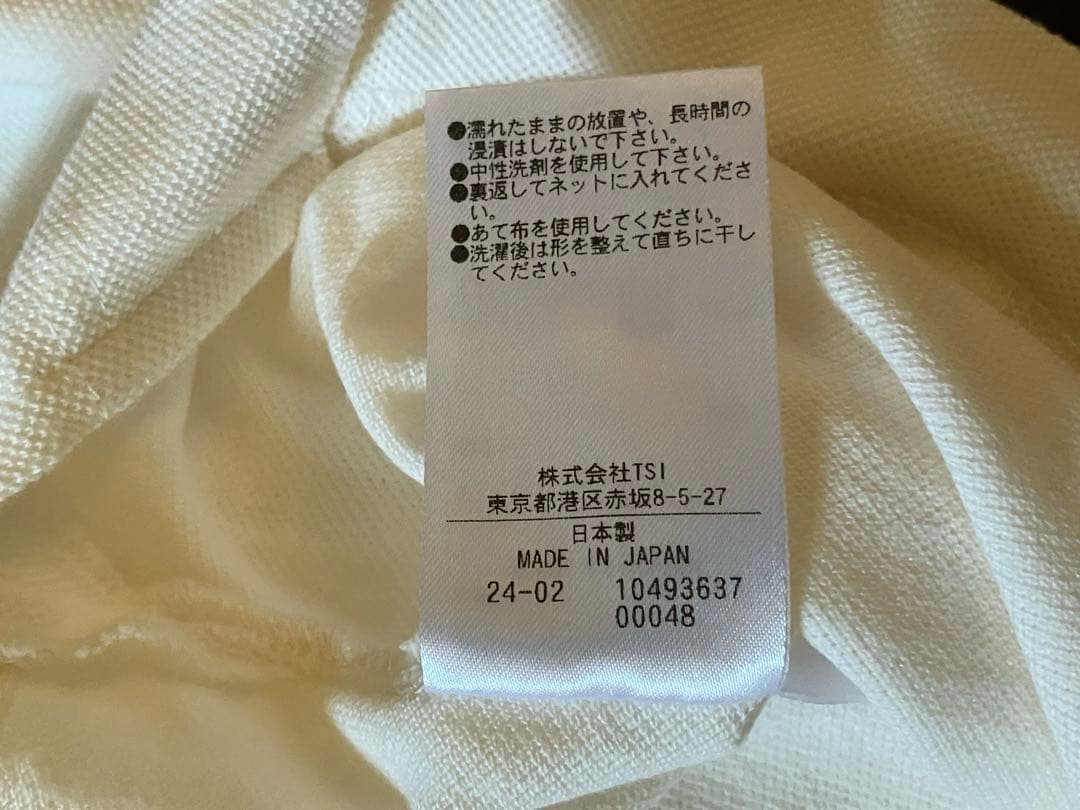 ●濡れたままの放置や、長時間の
浸漬はしないで下さい。
●中性洗剤を使用して下さい。
●裏返してネットに入れてくださ
い。
●あて布を使用してください。
●洗濯後は形を整えて直ちに干し
てください。
株式会社TSI
東京都港区赤坂8-5-27
日本製
MADE IN JAPAN
24-02 10493637
00048